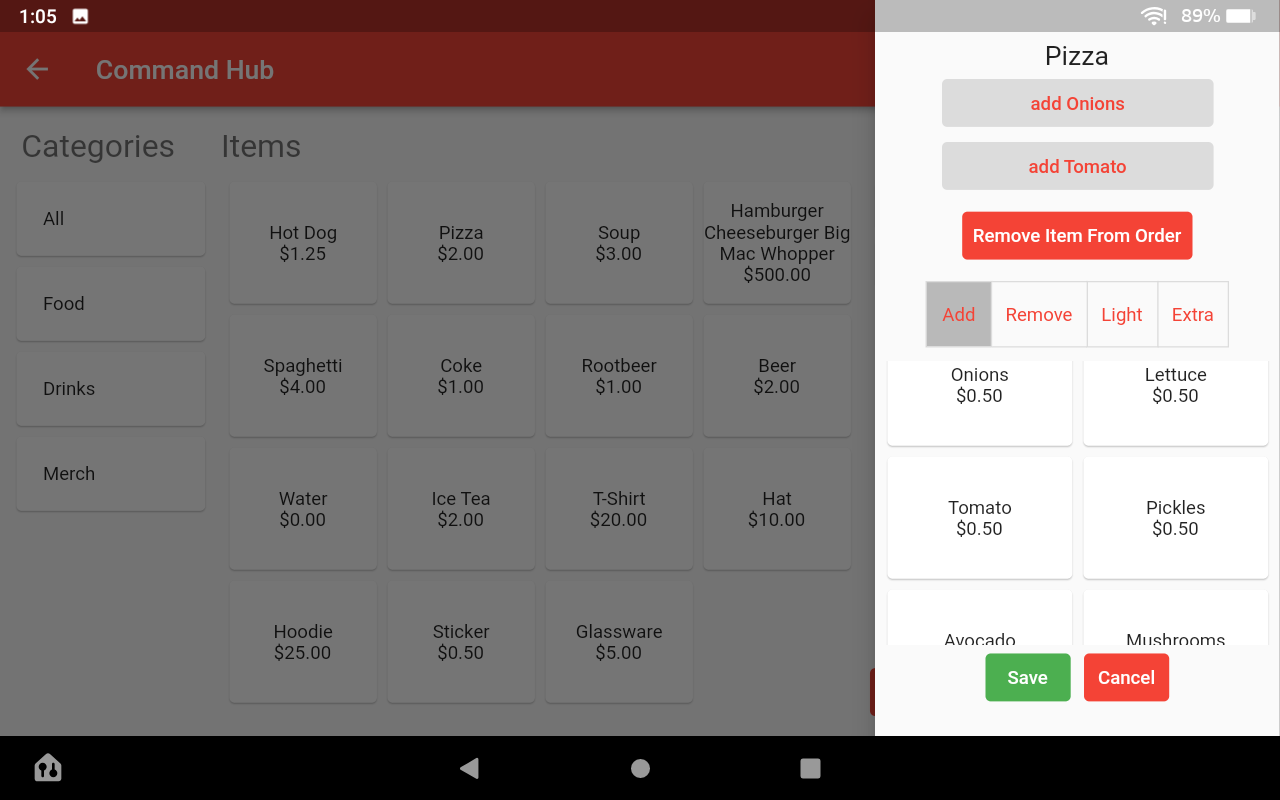 1:05
89%
Command Hub
Categories
All
Food
Drinks
Merch
Items
Hot Dog
$1.25
Pizza
$2.00
Soup
$3.00
Hamburger
Cheeseburger Big
Mac Whopper
$500.00
Spaghetti
$4.00
Coke
$1.00
Rootbeer
$1.00
Beer
$2.00
Water
$0.00
Ice Tea
$2.00
T-Shirt
$20.00
Hat
$10.00
Hoodie
$25.00
Sticker
$0.50
Glassware
$5.00
Pizza
add Onions
add Tomato
Remove Item From Order
Add Remove Light Extra
Onions
$0.50
Lettuce
$0.50
Tomato
$0.50
Pickles
$0.50
Avocado
Mushrooms
Save
Cancel